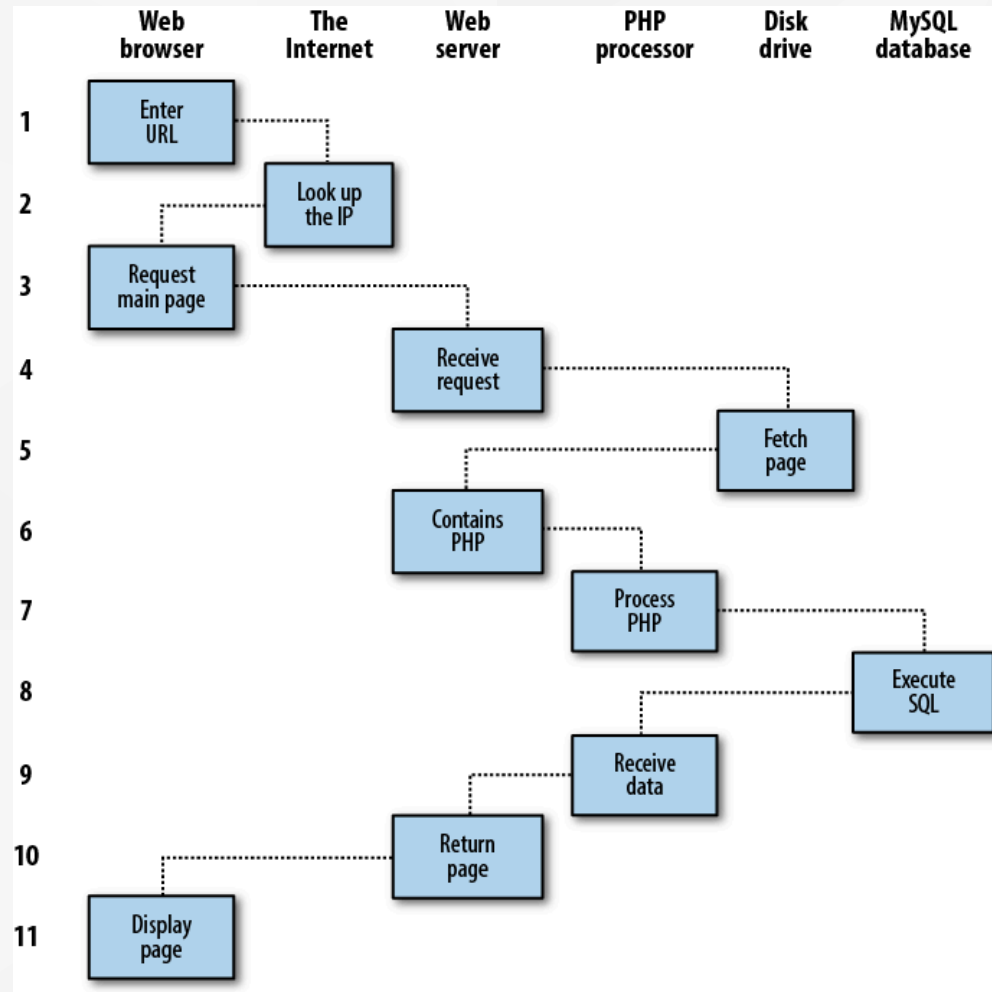 Web
browser
The
Internet
Web
server
PHP
processor
Disk
drive
MySQL
database
1
Enter
URL
2
Look up
the IP
3
Request
main page
4
Receive
request
5
Fetch
page
6
Contains
PHP
7
Process
PHP
8
Execute
SQL
9
Receive
data
10
Return
page
11
Display
page